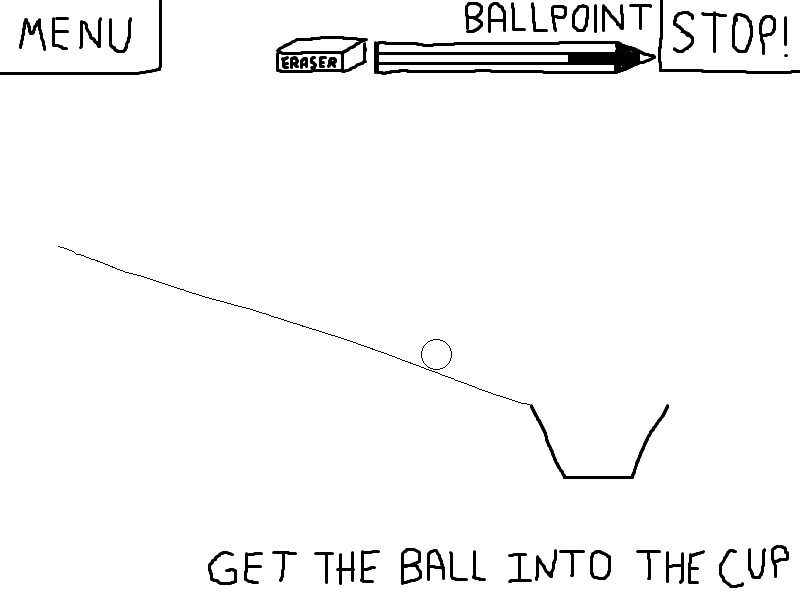 MENU
BALLPOINT
STOP!
ERASER
GET THE BALL INTO THE CUP